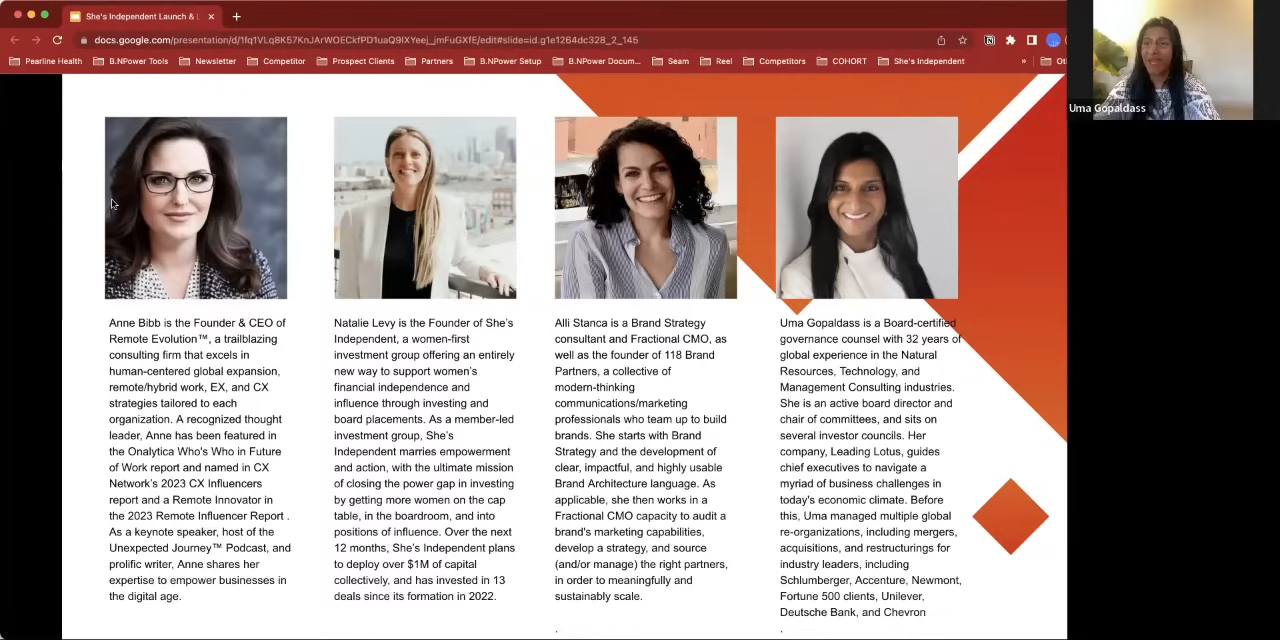 She's Independent Launch & L
docs.google.com/presentation/d/1fq1VLq8K57KnJArWOECkfPD1uaQ9IXYeej_jmFuGXfE/edit#slide=id.g1e1264dc328_2_145
Pearline Health
B.NPower Tools
Newsletter
Competitor
Prospect Clients
Partners
B.NPower Setup
B.NPower Docum...
Seam
Reel
Competitors
COHORT
She's Independent
»
Ot
Uma Gopaldass
Anne Bibb is the Founder & CEO of
Remote Evolution™, a trailblazing
consulting firm that excels in
human-centered global expansion,
remote/hybrid work, EX, and CX
strategies tailored to each
organization. A recognized thought
leader, Anne has been featured in
the Onalytica Who's Who in Future
of Work report and named in CX
Network's 2023 CX Influencers
report and a Remote Innovator in
the 2023 Remote Influencer Report .
As a keynote speaker, host of the
Unexpected Journey™ Podcast, and
prolific writer, Anne shares her
expertise to empower businesses in
the digital age.
Natalie Levy is the Founder of She's
Independent, a women-first
investment group offering an entirely
new way to support women's
financial independence and
influence through investing and
board placements. As a member-led
investment group, She's
Independent marries empowerment
and action, with the ultimate mission
of closing the power gap in investing
by getting more women on the cap
table, in the boardroom, and into
positions of influence. Over the next
12 months, She's Independent plans
to deploy over $1M of capital
collectively, and has invested in 13
deals since its formation in 2022.
Alli Stanca is a Brand Strategy
consultant and Fractional CMO, as
well as the founder of 118 Brand
Partners, a collective of
modern-thinking
communications/marketing
professionals who team up to build
brands. She starts with Brand
Strategy and the development of
clear, impactful, and highly usable
Brand Architecture language. As
applicable, she then works in a
Fractional CMO capacity to audit a
brand's marketing capabilities,
develop a strategy, and source
(and/or manage) the right partners,
in order to meaningfully and
sustainably scale.
.
Uma Gopaldass is a Board-certified
governance counsel with 32 years of
global experience in the Natural
Resources, Technology, and
Management Consulting industries.
She is an active board director and
chair of committees, and sits on
several investor councils. Her
company, Leading Lotus, guides
chief executives to navigate a
myriad of business challenges in
today's economic climate. Before
this, Uma managed multiple global
re-organizations, including mergers,
acquisitions, and restructurings for
industry leaders, including
Schlumberger, Accenture, Newmont,
Fortune 500 clients, Unilever,
Deutsche Bank, and Chevron
.